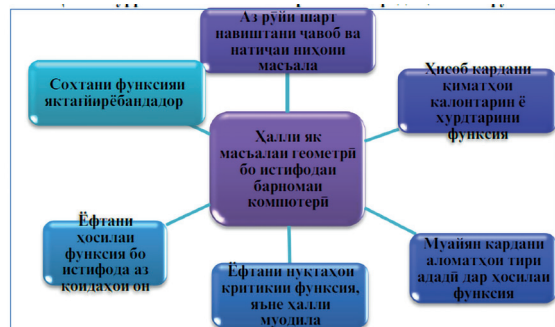 Аз рӯйи шарт
навиштани ҷавоб ва
натиҷаи ниҳоии
масъала
Сохтани функсияи
яктағйирёбандадор
Ҳисоб кардани
қиматҳои
калонтарин ё
хурдтарини
функсия
Ҳалли як
масъалаи геометрӣ
бо истифодаи
барномаи
компютерӣ
Ёфтани
ҳосилаи
функсия бо
истифода аз
қоидаҳои он
Ёфтани нуқтаҳои
критикии функсия,
яъне ҳалли
муодила
Муайян кардани
аломатҳои тири
ададӣ дар ҳосилаи
функсия